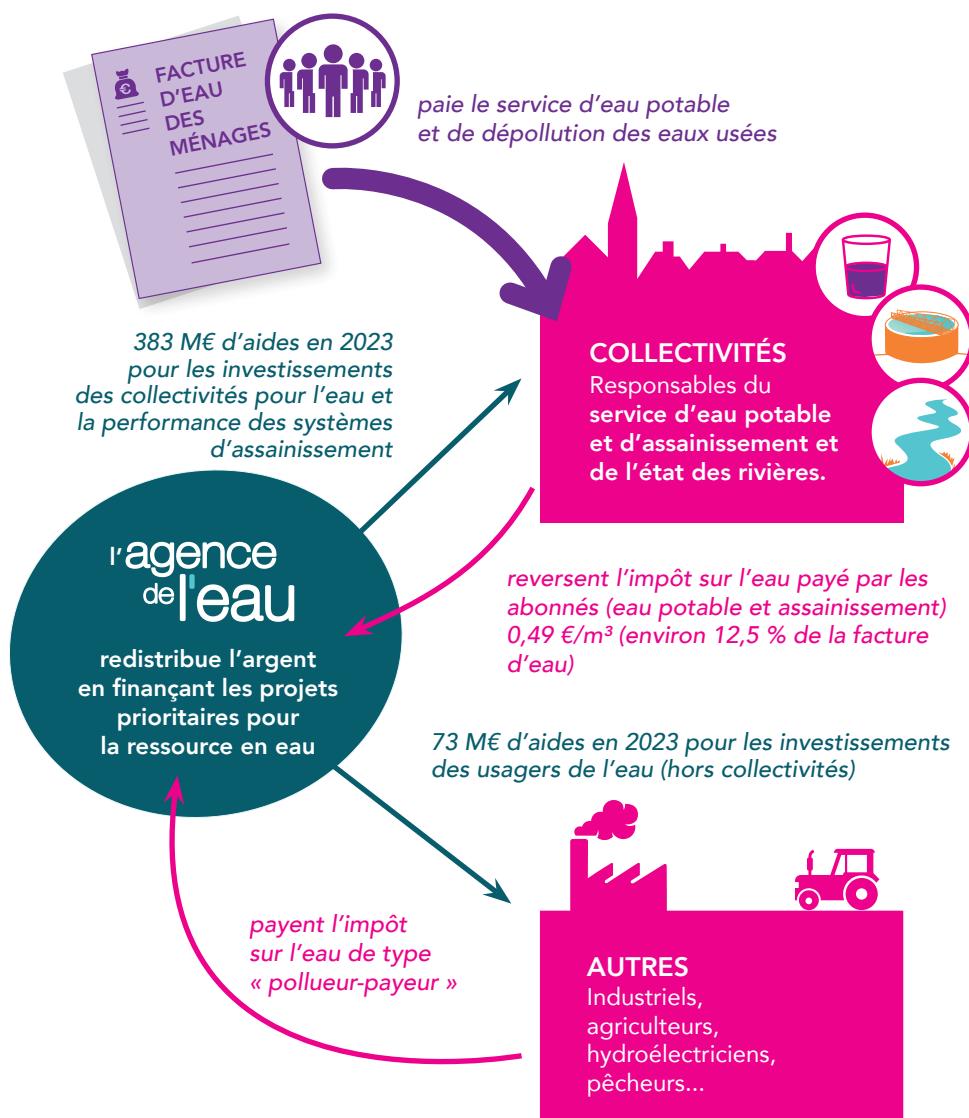 FACTURE
D'EAU
DES
MÉNAGES
€
paie le service d'eau potable
et de dépollution des eaux usées
383 M€ d'aides en 2023
pour les investissements
des collectivités pour l'eau et
la performance des systèmes
d'assainissement
COLLECTIVITÉS
Responsables du
service d'eau potable
et d'assainissement et
de l'état des rivières.
l'agence
de l'eau
redistribue l'argent
en finançant les projets
prioritaires pour
la ressource en eau
reversent l'impôt sur l'eau payé par les
abonnés (eau potable et assainissement)
0,49 €/m³ (environ 12,5 % de la facture
d'eau)
73 M€ d'aides en 2023 pour les investissements
des usagers de l'eau (hors collectivités)
payent l'impôt
sur l'eau de type
« pollueur-payeur »
AUTRES
Industriels,
agriculteurs,
hydroélectriciens,
pêcheurs...